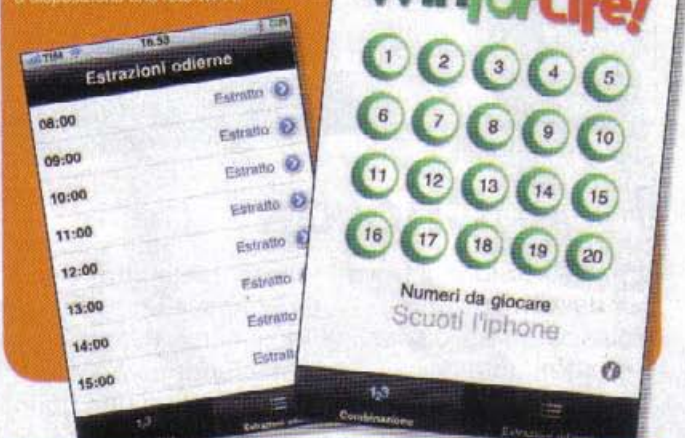 TIM 16.53
Estrazioni odierne
08:00 Estratto
09:00 Estratto
10:00 Estratto
11:00 Estratto
12:00 Estratto
13:00 Estratto
14:00 Estratto
15:00
Win for Life!
1 2 3 4 5
6 7 8 9 10
11 12 13 14 15
16 17 18 19 20
Numeri da giocare
Scuoti l'iphone
123
Combinazione